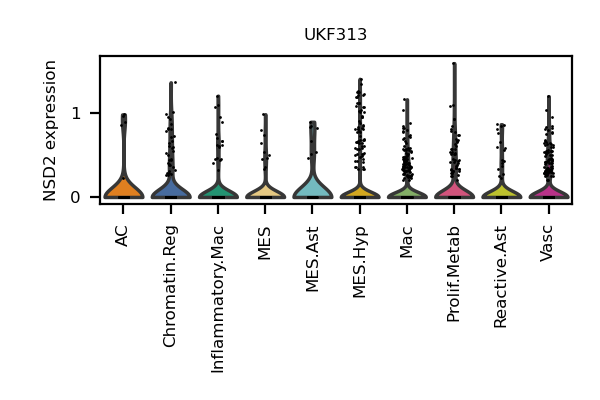 UKF313
NSD2 expression
1
0
AC
Chromatin.Reg
Inflammatory.Mac
MES
MES.Ast
MES.Hyp
Mac
Prolif.Metab
Reactive.Ast
Vasc